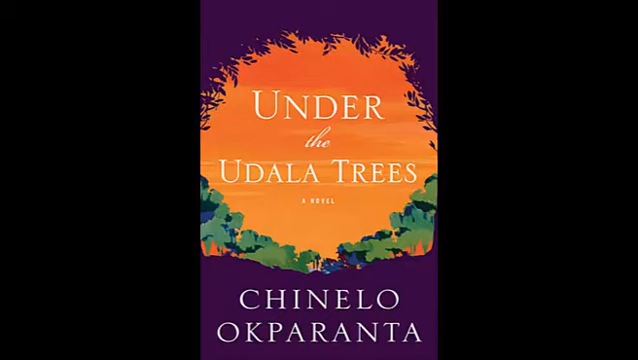 UNDER
the
UDALA TREES
A NOVEL
CHINELO
OKPARANTA